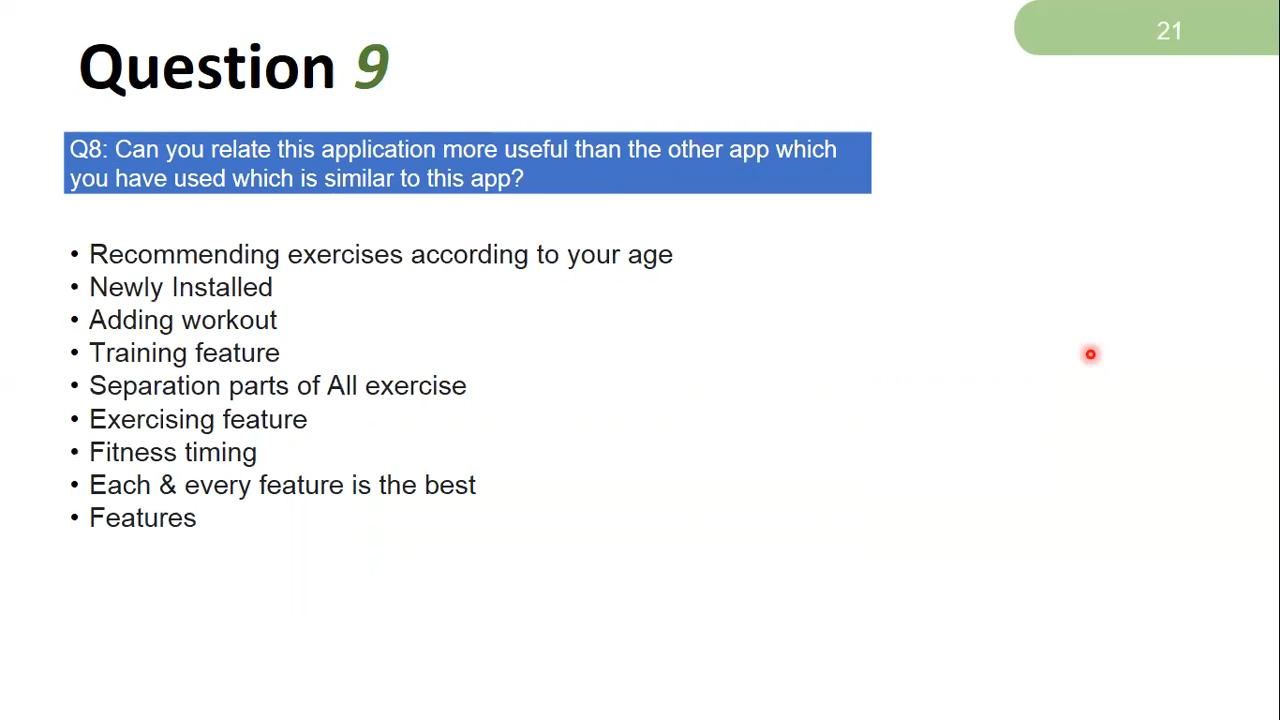 21
Question 9
Q8: Can you relate this application more useful than the other app which
you have used which is similar to this app?
• Recommending exercises according to your age
• Newly Installed
• Adding workout
• Training feature
• Separation parts of All exercise
• Exercising feature
• Fitness timing
• Each & every feature is the best
• Features